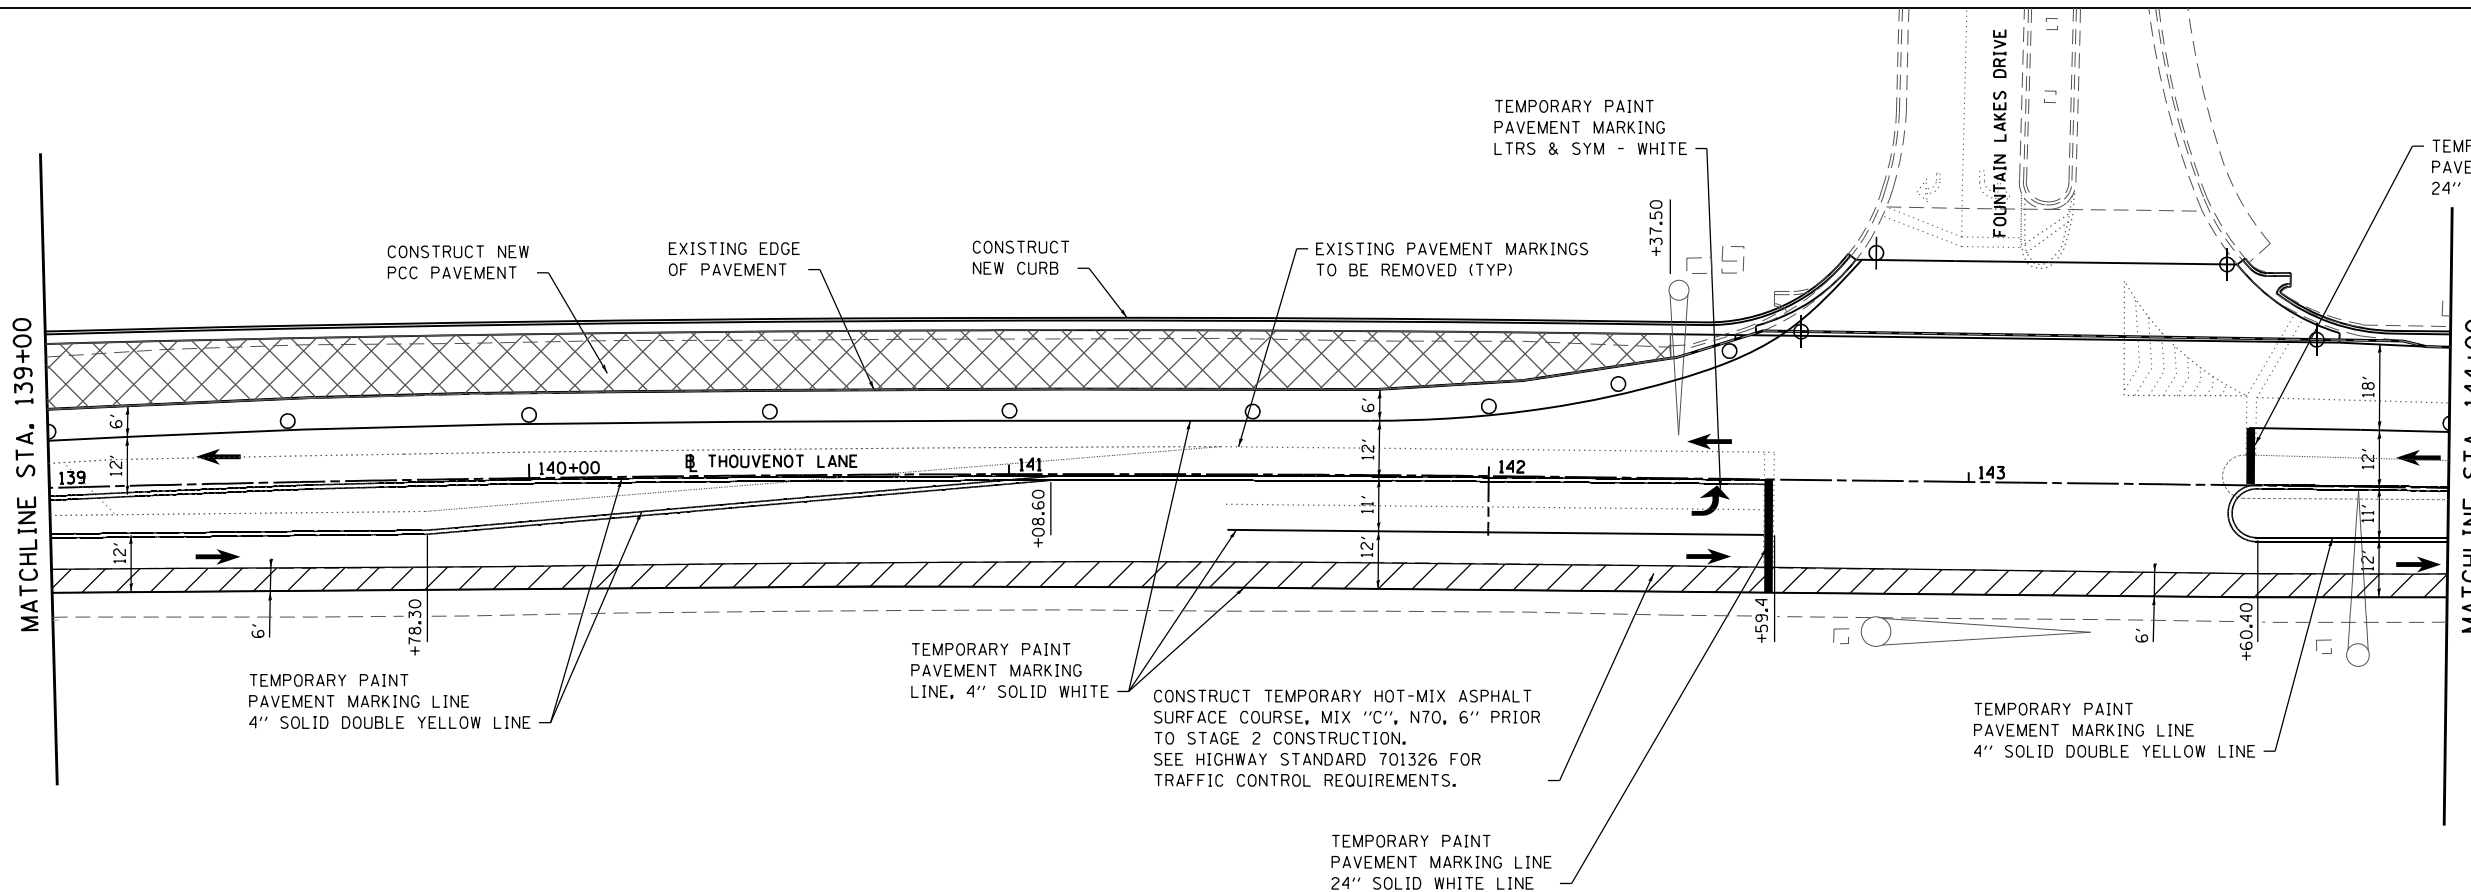 TEMPORARY PAINT
PAVEMENT MARKING
LTRS & SYM - WHITE
FOUNTAIN LAKES DRIVE
PAVE
24"
+37.50
CONSTRUCT NEW
PCC PAVEMENT
EXISTING EDGE
OF PAVEMENT
CONSTRUCT
NEW CURB
EXISTING PAVEMENT MARKINGS
TO BE REMOVED (TYP)
MATCHLINE STA. 139+00
MATCHLINE STA. 144+00
6'
12'
6'
12'
18'
12'
139
140+00
℄ THOUVENOT LANE
141
142
143
+08.60
11'
12'
11'
12'
12'
6'
+78.30
+59.4
6'
+60.40
TEMPORARY PAINT
PAVEMENT MARKING LINE
4" SOLID DOUBLE YELLOW LINE
TEMPORARY PAINT
PAVEMENT MARKING
LINE, 4" SOLID WHITE
CONSTRUCT TEMPORARY HOT-MIX ASPHALT
SURFACE COURSE, MIX "C", N70, 6" PRIOR
TO STAGE 2 CONSTRUCTION.
SEE HIGHWAY STANDARD 701326 FOR
TRAFFIC CONTROL REQUIREMENTS.
TEMPORARY PAINT
PAVEMENT MARKING LINE
4" SOLID DOUBLE YELLOW LINE
TEMPORARY PAINT
PAVEMENT MARKING LINE
24" SOLID WHITE LINE